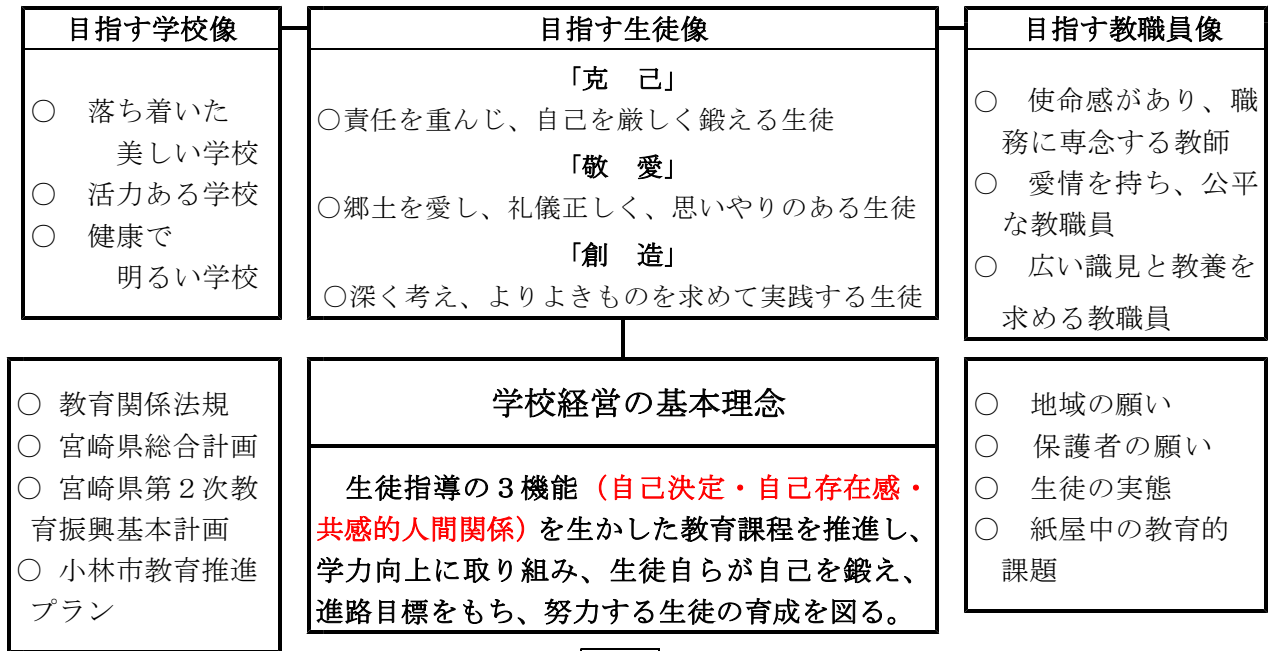 目指す学校像
○　落ち着いた
美しい学校
○　活力ある学校
○　健康で
明るい学校
目指す生徒像
「克　己」
○責任を重んじ、自己を厳しく鍛える生徒
「敬　愛」
○郷土を愛し、礼儀正しく、思いやりのある生徒
「創　造」
○深く考え、よりよきものを求めて実践する生徒
目指す教職員像
○　使命感があり、職
務に専念する教師
○　愛情を持ち、公平
な教職員
○　広い識見と教養を
求める教職員
○ 教育関係法規
○ 宮崎県総合計画
○ 宮崎県第２次教
育振興基本計画
○ 小林市教育推進
プラン
学校経営の基本理念
生徒指導の３機能（自己決定・自己存在感・
共感的人間関係）を生かした教育課程を推進し、
学力向上に取り組み、生徒自らが自己を鍛え、
進路目標をもち、努力する生徒の育成を図る。
○　地域の願い
○　保護者の願い
○　生徒の実態
○　紙屋中の教育的
課題